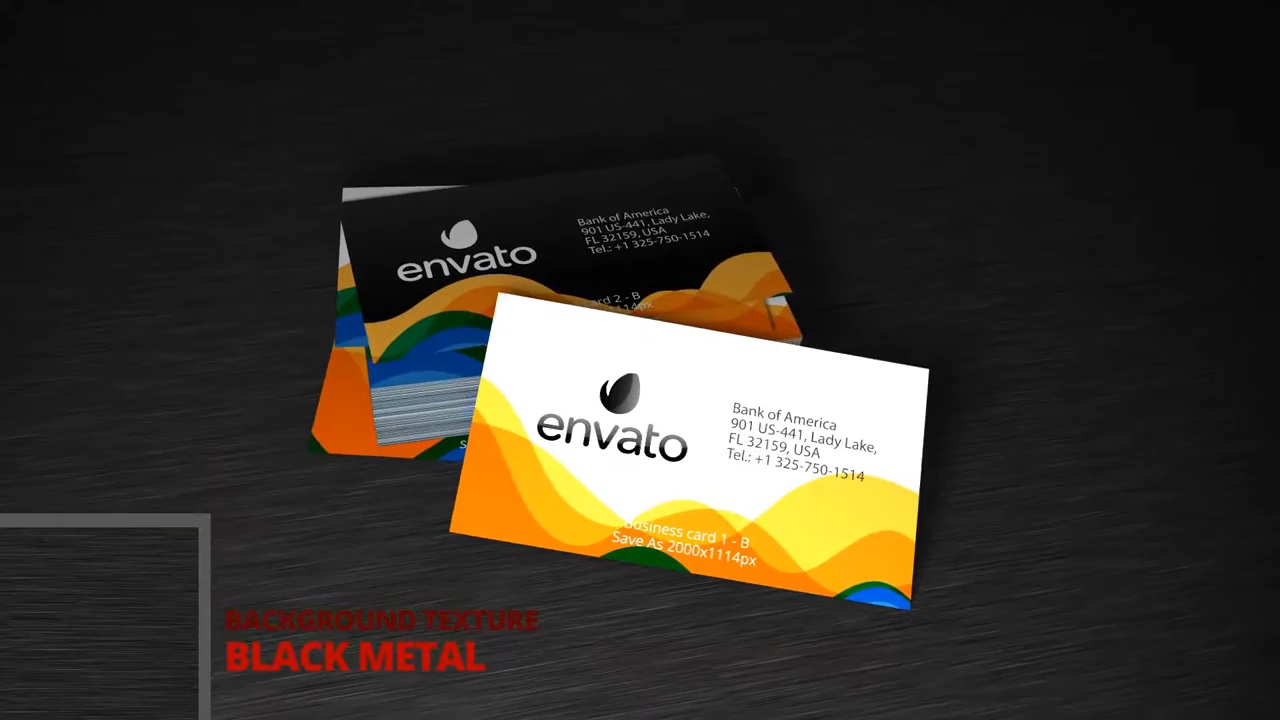 envato
Bank of America
901 US-441, Lady Lake,
FL 32159, USA
Tel.: +1 325-750-1514
card 2 - B
envato
Bank of America
901 US-441, Lady Lake,
FL 32159, USA
Tel.: +1 325-750-1514
Business card 1 - B
Save As 2000x1114px
BACKGROUND TEXTURE
BLACK METAL